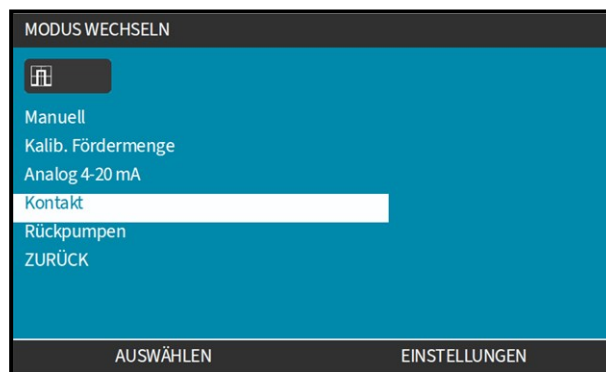 MODUS WECHSELN
Manuell
Kalib. Fördermenge
Analog 4-20 mA
Kontakt
Rückpumpen
ZURÜCK
AUSWÄHLEN EINSTELLUNGEN